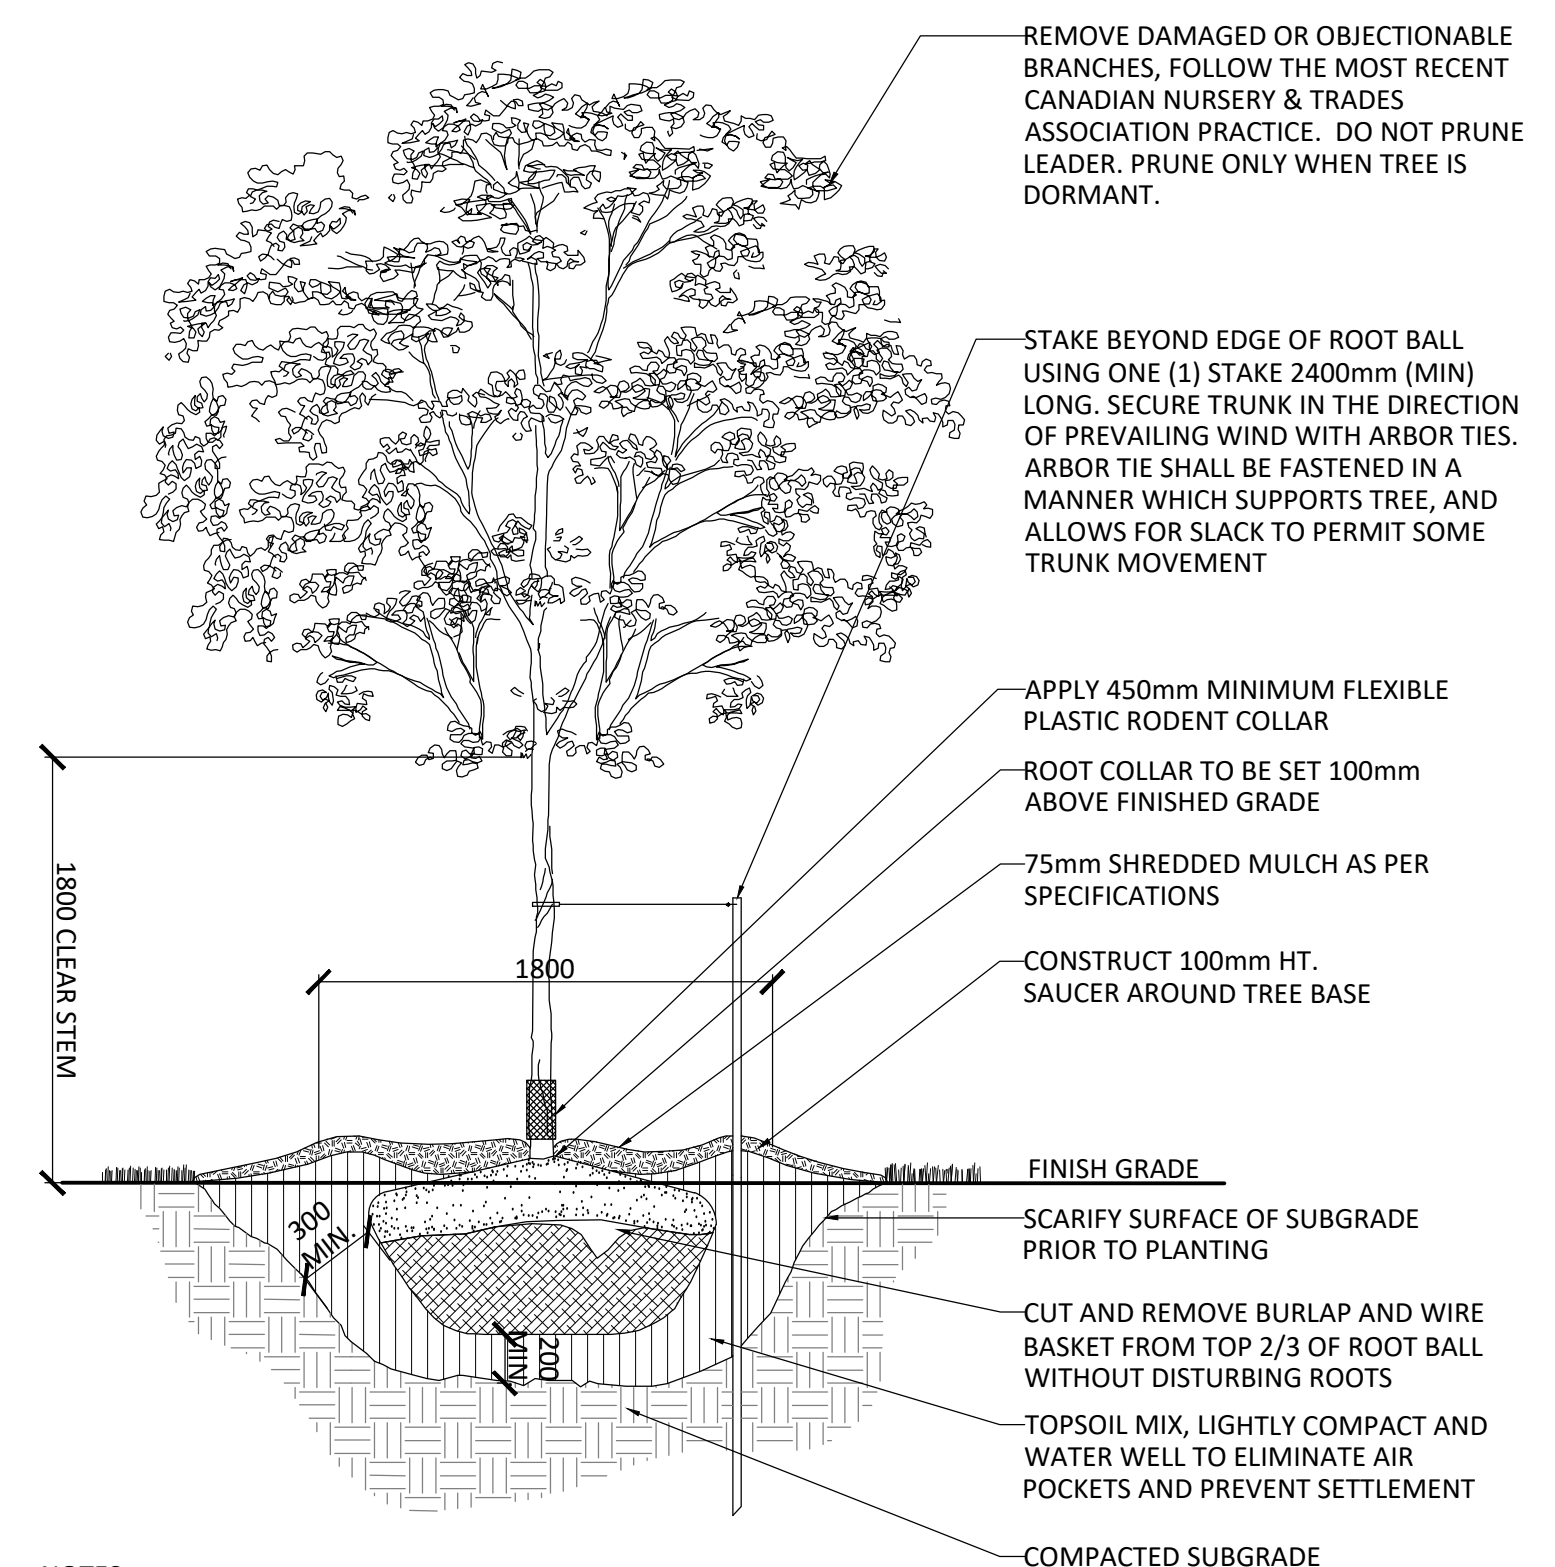 REMOVE DAMAGED OR OBJECTIONABLE
BRANCHES, FOLLOW THE MOST RECENT
CANADIAN NURSERY & TRADES
ASSOCIATION PRACTICE.  DO NOT PRUNE
LEADER. PRUNE ONLY WHEN TREE IS
DORMANT.
STAKE BEYOND EDGE OF ROOT BALL
USING ONE (1) STAKE 2400mm (MIN)
LONG. SECURE TRUNK IN THE DIRECTION
OF PREVAILING WIND WITH ARBOR TIES.
ARBOR TIE SHALL BE FASTENED IN A
MANNER WHICH SUPPORTS TREE, AND
ALLOWS FOR SLACK TO PERMIT SOME
TRUNK MOVEMENT
APPLY 450mm MINIMUM FLEXIBLE
PLASTIC RODENT COLLAR
ROOT COLLAR TO BE SET 100mm
ABOVE FINISHED GRADE
75mm SHREDDED MULCH AS PER
SPECIFICATIONS
CONSTRUCT 100mm HT.
SAUCER AROUND TREE BASE
1800 CLEAR STEM
1800
FINISH GRADE
300
MIN.
200
MIN
SCARIFY SURFACE OF SUBGRADE
PRIOR TO PLANTING
CUT AND REMOVE BURLAP AND WIRE
BASKET FROM TOP 2/3 OF ROOT BALL
WITHOUT DISTURBING ROOTS
TOPSOIL MIX, LIGHTLY COMPACT AND
WATER WELL TO ELIMINATE AIR
POCKETS AND PREVENT SETTLEMENT
COMPACTED SUBGRADE